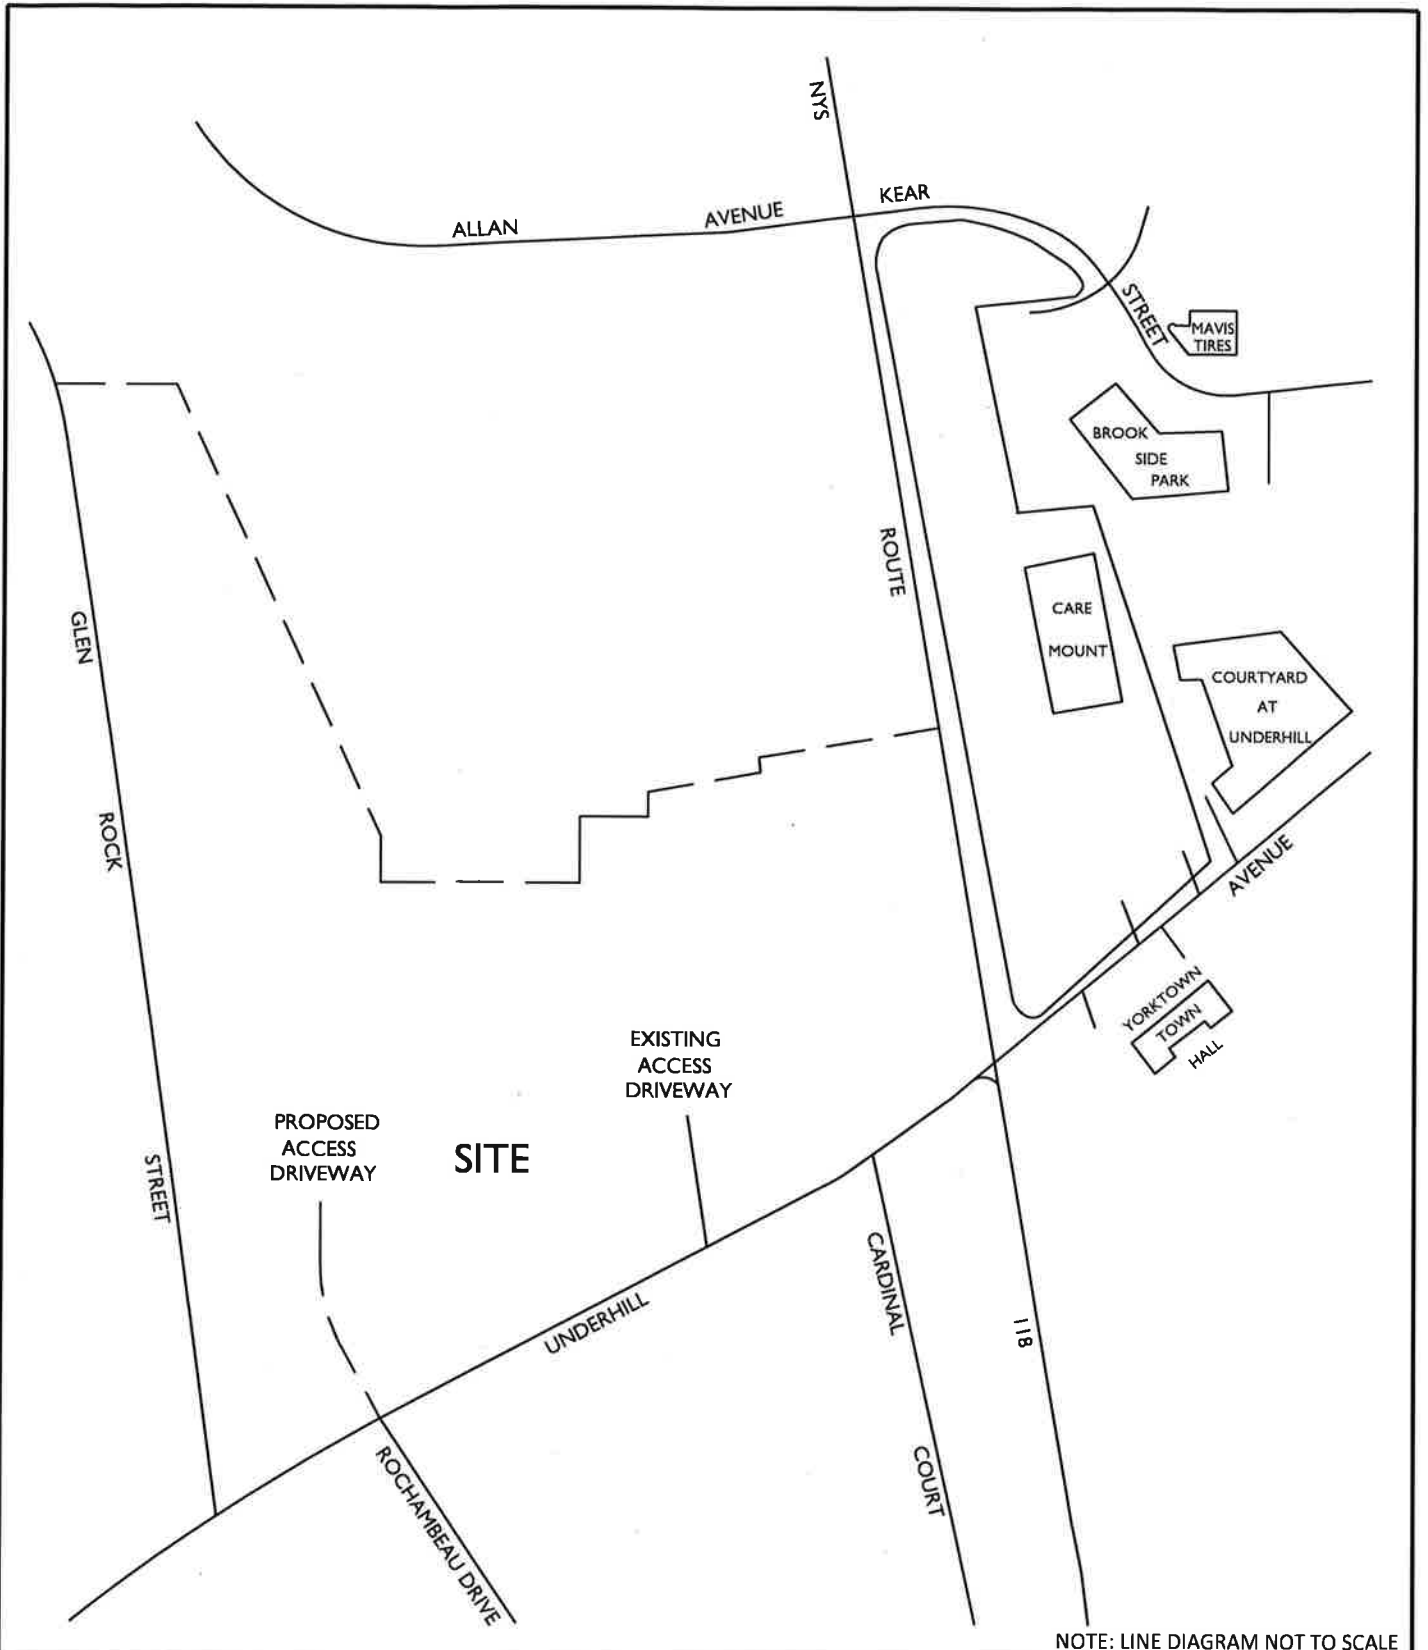 NYS
KEAR
ALLAN
AVENUE
STREET
MAVIS
TIRES
BROOK
SIDE
PARK
ROUTE
CARE
MOUNT
GLEN
COURTYARD
AT
UNDERHILL
ROCK
AVENUE
YORKTOWN
TOWN
HALL
EXISTING
ACCESS
DRIVEWAY
PROPOSED
ACCESS
DRIVEWAY
SITE
STREET
CARDINAL
UNDERHILL
118
COURT
ROCHAMBEAU DRIVE
NOTE: LINE DIAGRAM NOT TO SCALE